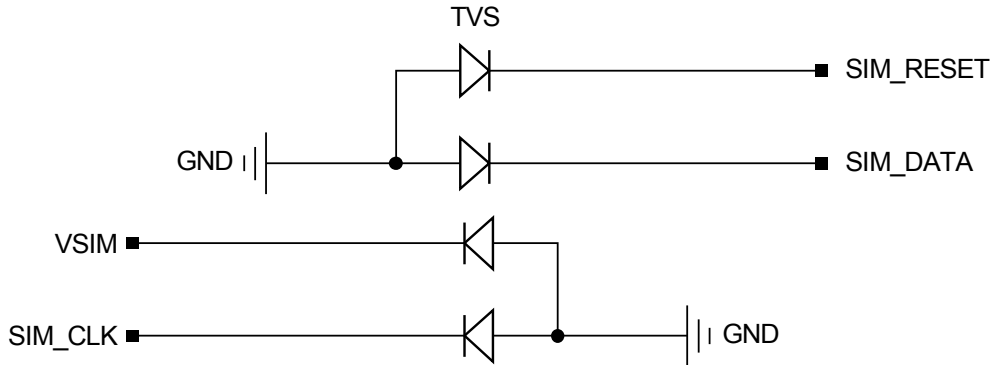 TVS
SIM_RESET
GND
SIM_DATA
VSIM
SIM_CLK
GND